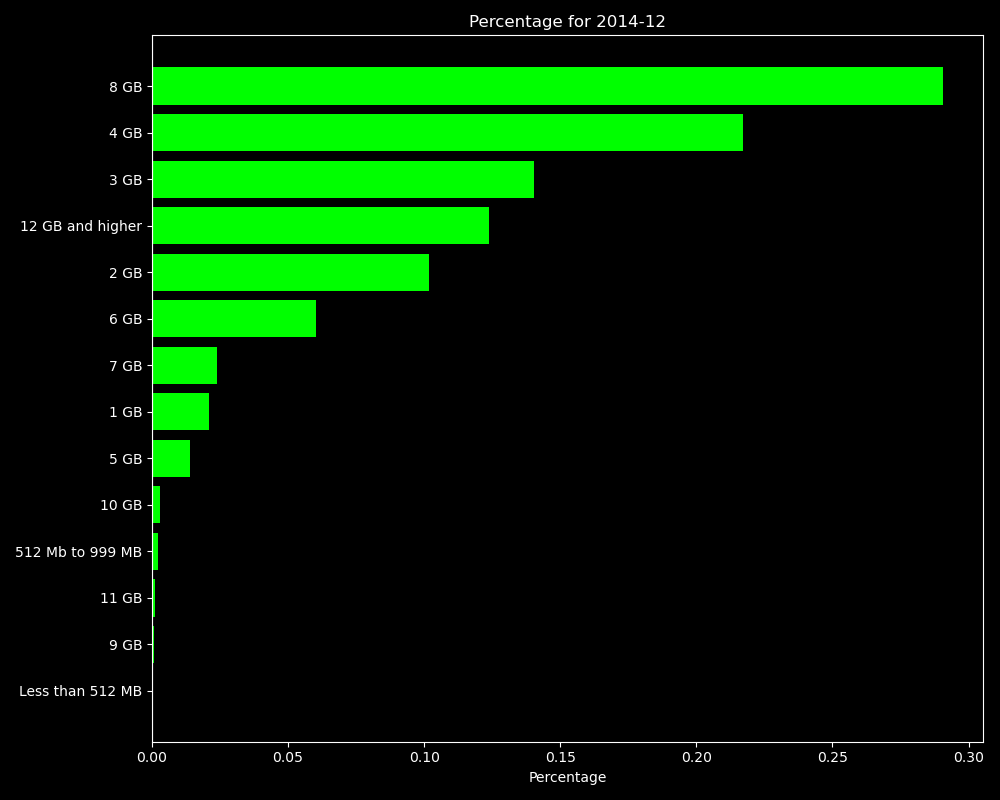 Percentage for 2014-12
8 GB
4 GB
3 GB
12 GB and higher
2 GB
6 GB
7 GB
1 GB
5 GB
10 GB
512 Mb to 999 MB
11 GB
9 GB
Less than 512 MB
0.00 0.05 0.10 0.15 0.20 0.25 0.30
Percentage